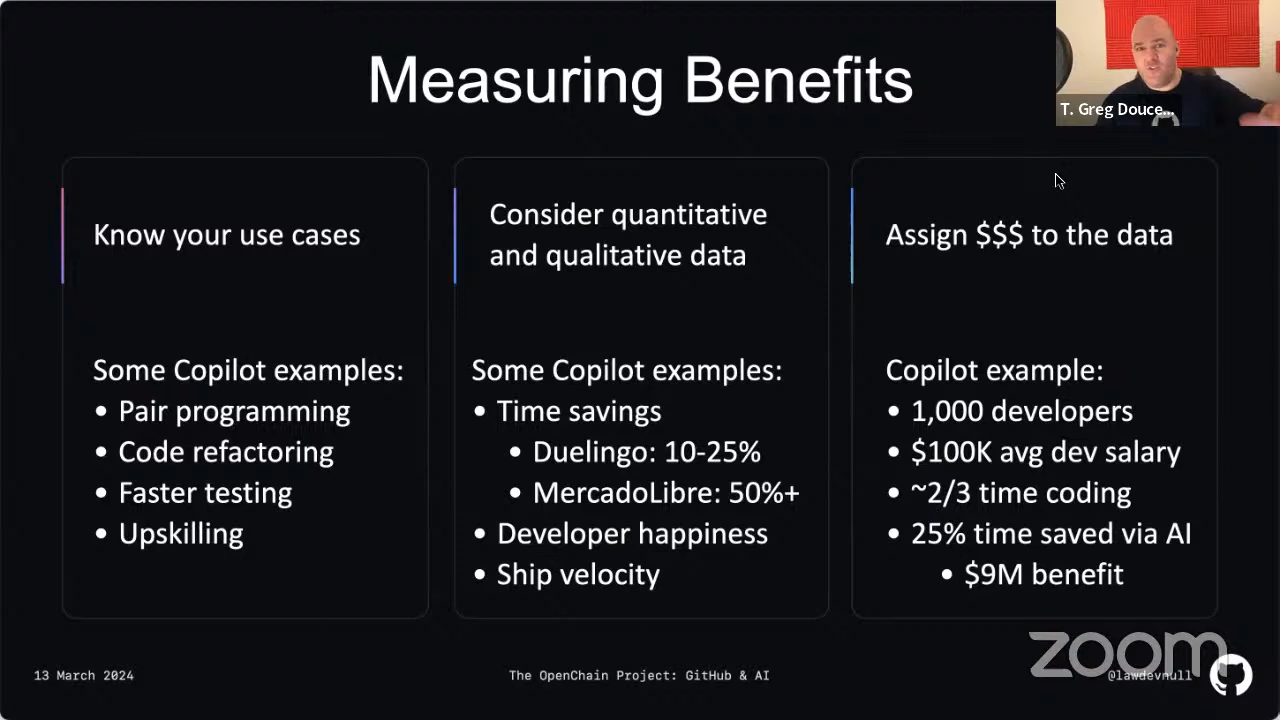 Measuring Benefits
T. Greg Douce...
Know your use cases
Some Copilot examples:
• Pair programming
• Code refactoring
• Faster testing
• Upskilling
Consider quantitative
and qualitative data
Some Copilot examples:
• Time savings
• Duelingo: 10-25%
• MercadoLibre: 50%+
• Developer happiness
• Ship velocity
Assign $$$ to the data
Copilot example:
• 1,000 developers
• $100K avg dev salary
• ~2/3 time coding
• 25% time saved via AI
• $9M benefit
13 March 2024
The OpenChain Project: GitHub & AI
@lawdevnull
zoom